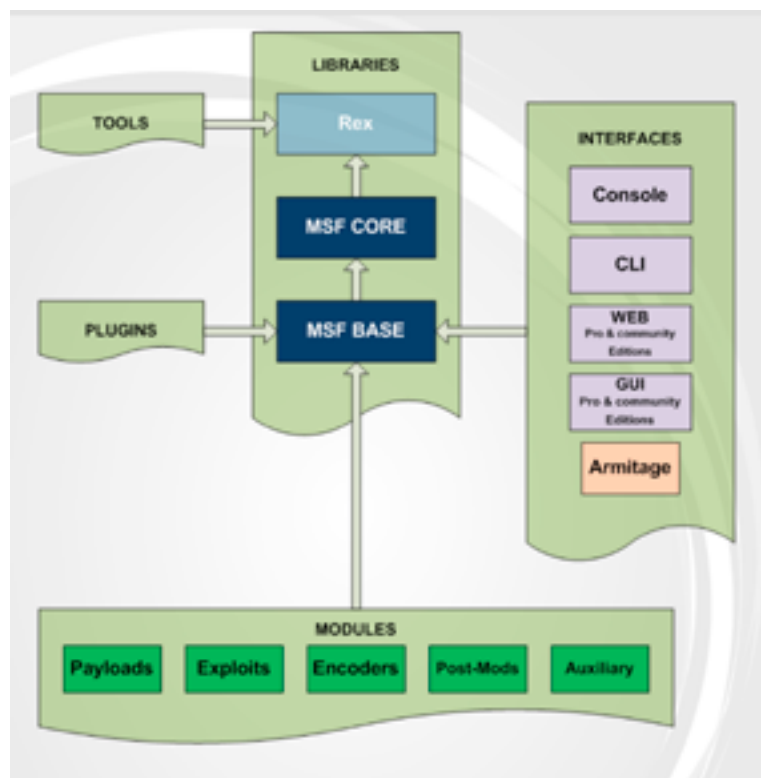 LIBRARIES
TOOLS
Rex
INTERFACES
Console
MSF CORE
CLI
PLUGINS
MSF BASE
WEB
Pro & community
Editions
GUI
Pro & community
Editions
Armitage
MODULES
Payloads
Exploits
Encoders
Post-Mods
Auxiliary